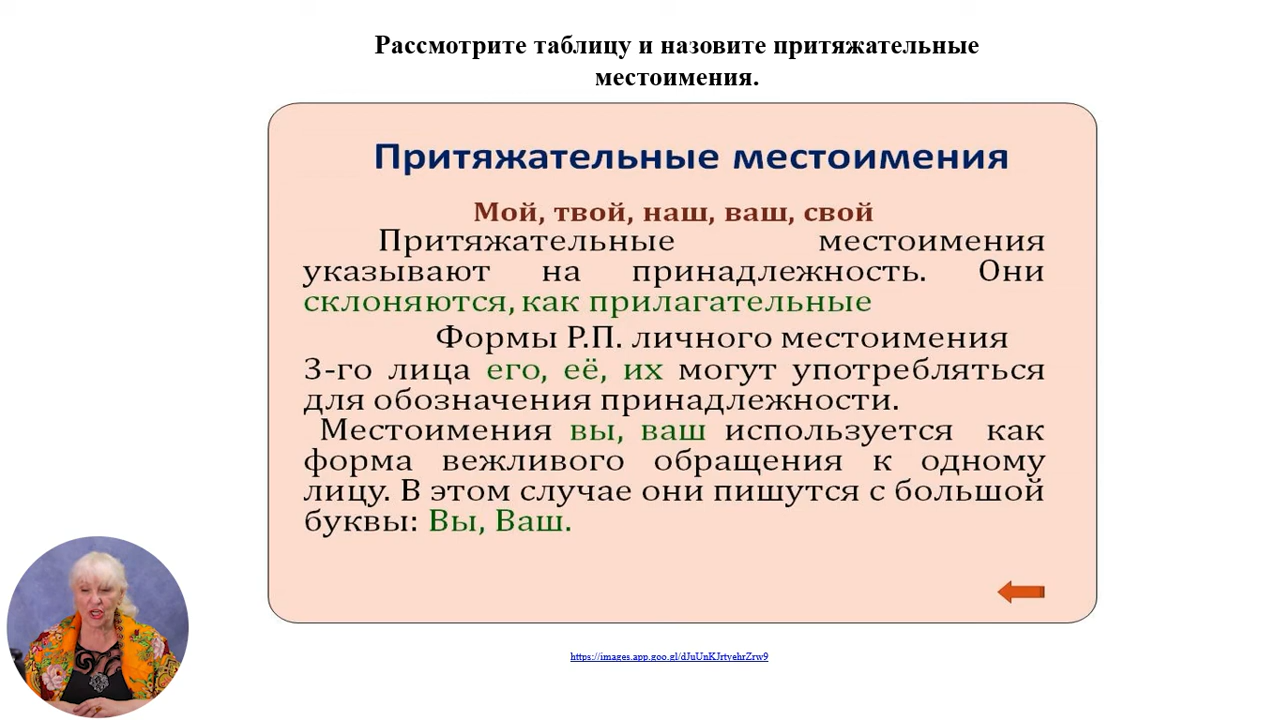 Рассмотрите таблицу и назовите притяжательные
местоимения.
Притяжательные местоимения
Мой, твой, наш, ваш, свой
Притяжательные местоимения
указывают на принадлежность. Они
склоняются, как прилагательные
Формы Р.П. личного местоимения
3-го лица его, её, их могут употребляться
для обозначения принадлежности.
Местоимения вы, ваш используется как
форма вежливого обращения к одному
лицу. В этом случае они пишутся с большой
буквы: Вы, Ваш.
https://images.app.goo.gl/dJuUnKJrtyehrZrw9